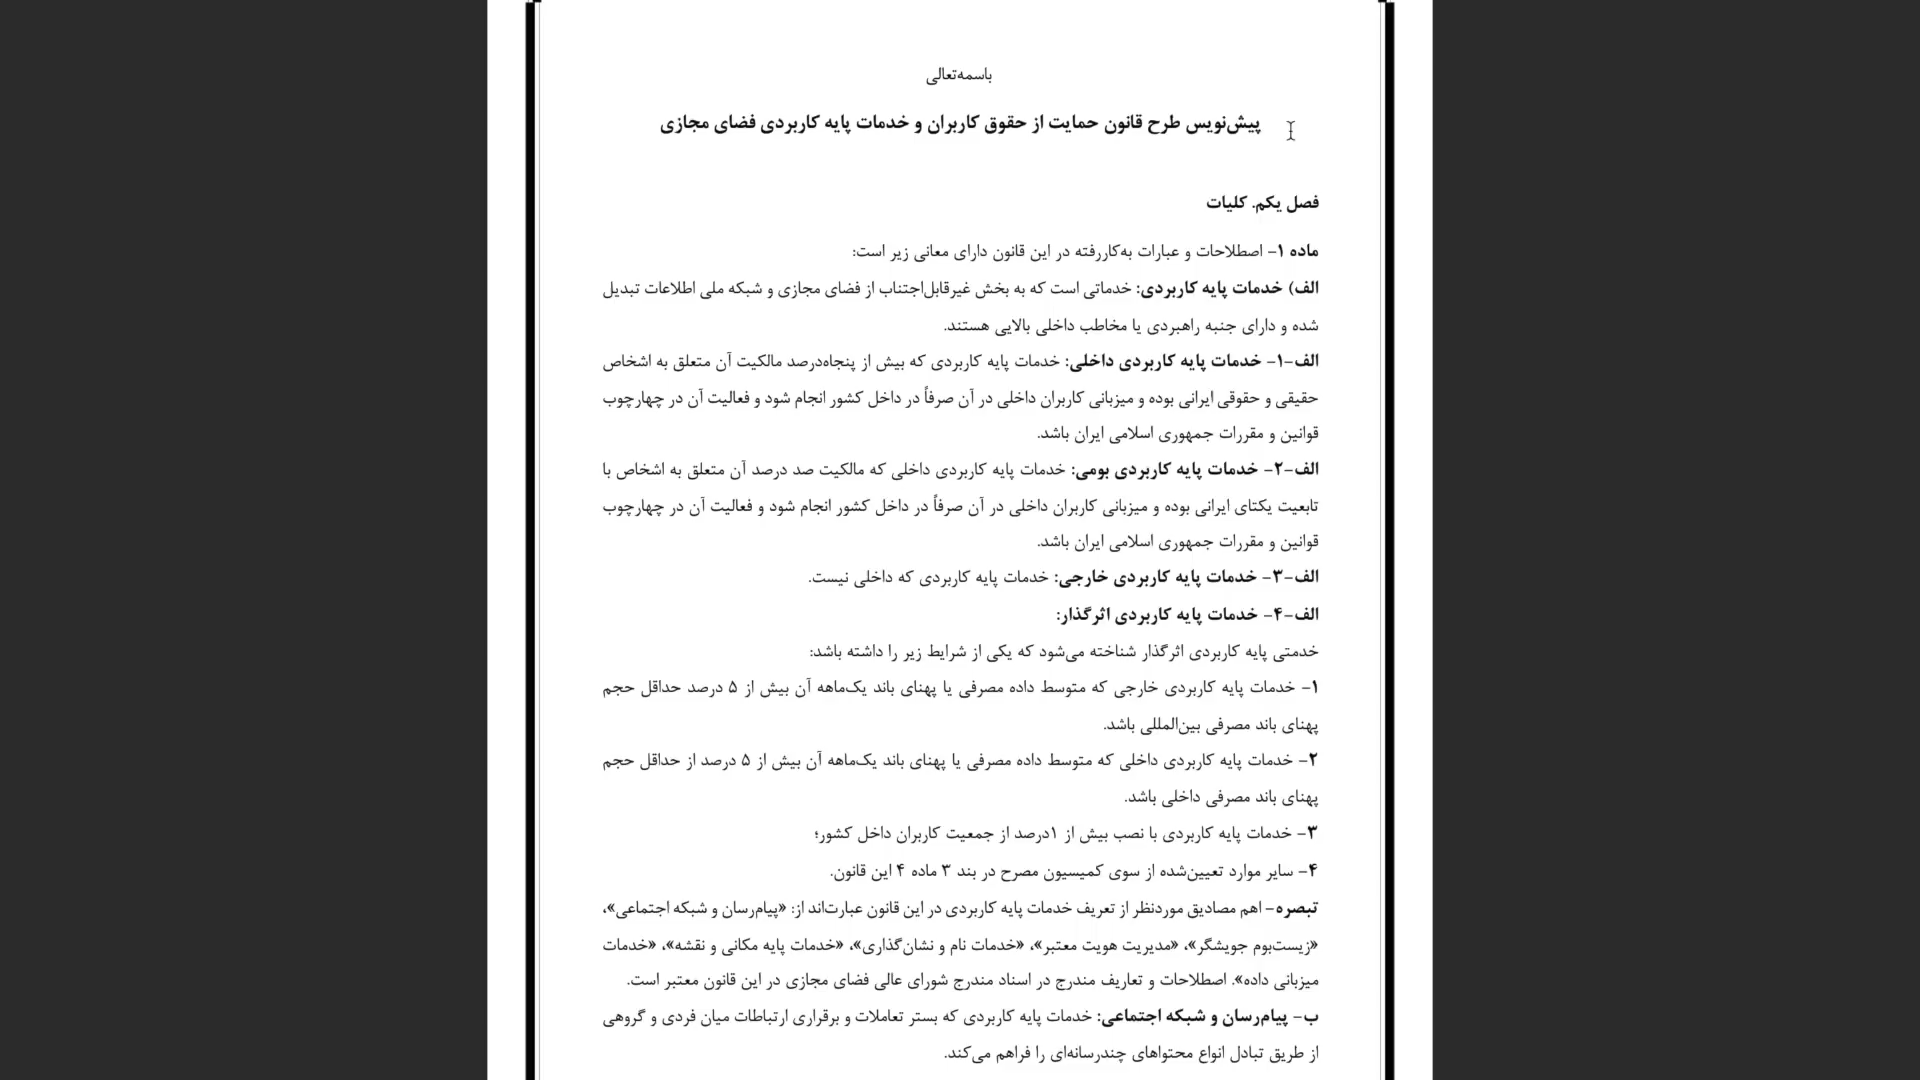 باسمه‌تعالی
پیش‌نویس طرح قانون حمایت از حقوق کاربران و خدمات پایه کاربردی فضای مجازی
فصل یکم. کلیات
ماده ۱- اصطلاحات و عبارات به‌کاررفته در این قانون دارای معانی زیر است:
الف) خدمات پایه کاربردی: خدماتی است که به بخش غیرقابل‌اجتناب از فضای مجازی و شبکه ملی اطلاعات تبدیل
شده و دارای جنبه راهبردی یا مخاطب داخلی بالایی هستند.
الف-۱- خدمات پایه کاربردی داخلی: خدمات پایه کاربردی که بیش از پنجاه‌درصد مالکیت آن متعلق به اشخاص
حقیقی و حقوقی ایرانی بوده و میزبانی کاربران داخلی در آن صرفاً در داخل کشور انجام شود و فعالیت آن در چهارچوب
قوانین و مقررات جمهوری اسلامی ایران باشد.
الف-۲- خدمات پایه کاربردی بومی: خدمات پایه کاربردی داخلی که مالکیت صد درصد آن متعلق به اشخاص با
تابعیت یکتای ایرانی بوده و میزبانی کاربران داخلی در آن صرفاً در داخل کشور انجام شود و فعالیت آن در چهارچوب
قوانین و مقررات جمهوری اسلامی ایران باشد.
الف-۳- خدمات پایه کاربردی خارجی: خدمات پایه کاربردی که داخلی نیست.
الف-۴- خدمات پایه کاربردی اثرگذار:
خدمتی پایه کاربردی اثرگذار شناخته می‌شود که یکی از شرایط زیر را داشته باشد:
۱- خدمات پایه کاربردی خارجی که متوسط داده مصرفی یا پهنای باند یک‌ماهه آن بیش از ۵ درصد حداقل حجم
پهنای باند مصرفی بین‌المللی باشد.
۲- خدمات پایه کاربردی داخلی که متوسط داده مصرفی یا پهنای باند یک‌ماهه آن بیش از ۵ درصد از حداقل حجم
پهنای باند مصرفی داخلی باشد.
۳- خدمات پایه کاربردی با نصب بیش از ۱درصد از جمعیت کاربران داخل کشور؛
۴- سایر موارد تعیین‌شده از سوی کمیسیون مصرح در بند ۳ ماده ۴ این قانون.
تبصره- اهم مصادیق موردنظر از تعریف خدمات پایه کاربردی در این قانون عبارت‌اند از: «پیام‌رسان و شبکه اجتماعی»،
«زیست‌بوم جویشگر»، «مدیریت هویت معتبر»، «خدمات نام و نشان‌گذاری»، «خدمات پایه مکانی و نقشه»، «خدمات
میزبانی داده». اصطلاحات و تعاریف مندرج در اسناد مندرج شورای عالی فضای مجازی در این قانون معتبر است.
ب- پیام‌رسان و شبکه اجتماعی: خدمات پایه کاربردی که بستر تعاملات و برقراری ارتباطات میان فردی و گروهی
از طریق تبادل انواع محتواهای چندرسانه‌ای را فراهم می‌کند.